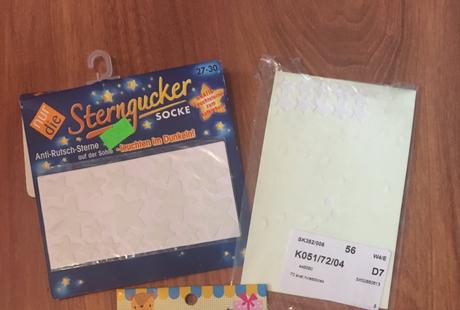 27-30
nur die
Sterngucker
SOCKE
Anti-Rutsch-Sterne
auf der Sohle
leuchten im Dunkeln!
SK382/008 56 W4/E
K051/72/04 D7